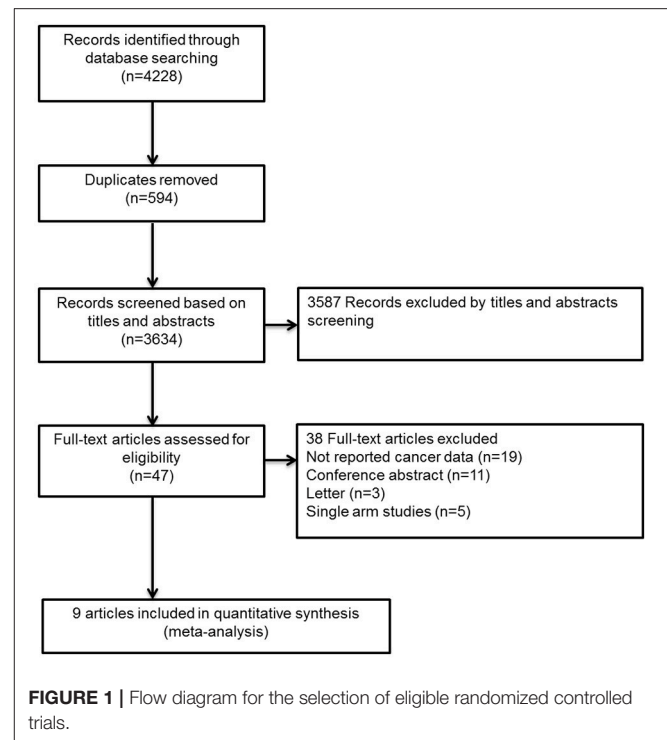 Records identified through
database searching
(n=4228)
Duplicates removed
(n=594)
Records screened based on
titles and abstracts
(n=3634)
3587 Records excluded by titles and abstracts
screening
Full-text articles assessed for
eligibility
(n=47)
38 Full-text articles excluded
Not reported cancer data (n=19)
Conference abstract (n=11)
Letter (n=3)
Single arm studies (n=5)
9 articles included in quantitative synthesis
(meta-analysis)
FIGURE 1 | Flow diagram for the selection of eligible randomized controlled
trials.